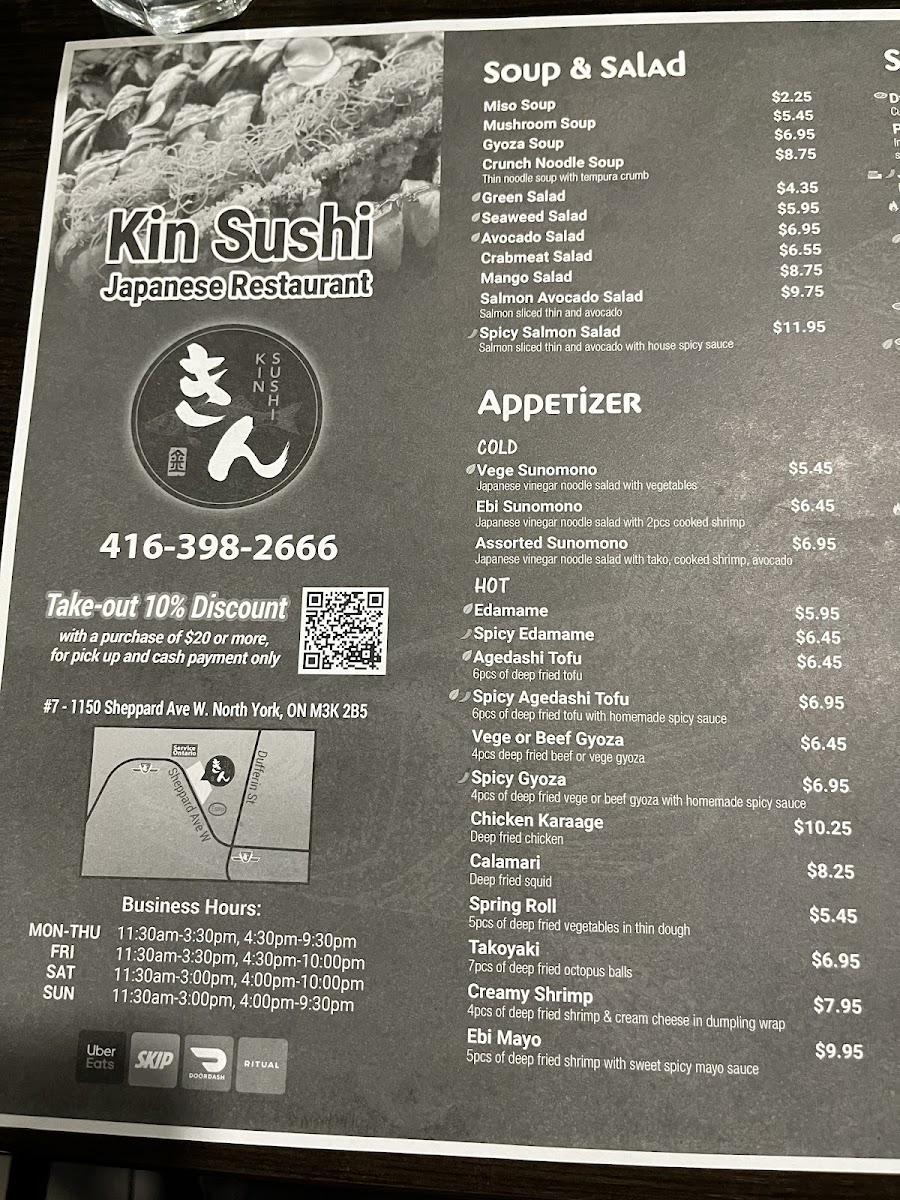 Kin Sushi
Japanese Restaurant
きん
KIN
SUSHI
416-398-2666
Take-out 10% Discount
with a purchase of $20 or more,
for pick up and cash payment only
#7 - 1150 Sheppard Ave W. North York, ON M3K 2B5
Service
Ontario
きん
Sheppard Ave W
Dufferin St
Business Hours:
MON-THU 11:30am-3:30pm, 4:30pm-9:30pm
FRI 11:30am-3:30pm, 4:30pm-10:00pm
SAT 11:30am-3:00pm, 4:00pm-10:00pm
SUN 11:30am-3:00pm, 4:00pm-9:30pm
Uber
Eats
SKIP
DOORDASH
RITUAL
Soup & Salad
Miso Soup $2.25
Mushroom Soup $5.45
Gyoza Soup $6.95
Crunch Noodle Soup $8.75
Thin noodle soup with tempura crumb
Green Salad $4.35
Seaweed Salad $5.95
Avocado Salad $6.95
Crabmeat Salad $6.55
Mango Salad $8.75
Salmon Avocado Salad $9.75
Salmon sliced thin and avocado
Spicy Salmon Salad $11.95
Salmon sliced thin and avocado with house spicy sauce
Appetizer
COLD
Vege Sunomono $5.45
Japanese vinegar noodle salad with vegetables
Ebi Sunomono $6.45
Japanese vinegar noodle salad with 2pcs cooked shrimp
Assorted Sunomono $6.95
Japanese vinegar noodle salad with tako, cooked shrimp, avocado
HOT
Edamame $5.95
Spicy Edamame $6.45
Agedashi Tofu $6.45
6pcs of deep fried tofu
Spicy Agedashi Tofu $6.95
6pcs of deep fried tofu with homemade spicy sauce
Vege or Beef Gyoza $6.45
4pcs deep fried beef or vege gyoza
Spicy Gyoza $6.95
4pcs of deep fried vege or beef gyoza with homemade spicy sauce
Chicken Karaage $10.25
Deep fried chicken
Calamari $8.25
Deep fried squid
Spring Roll $5.45
5pcs of deep fried vegetables in thin dough
Takoyaki $6.95
7pcs of deep fried octopus balls
Creamy Shrimp $7.95
4pcs of deep fried shrimp & cream cheese in dumpling wrap
Ebi Mayo $9.95
5pcs of deep fried shrimp with sweet spicy mayo sauce